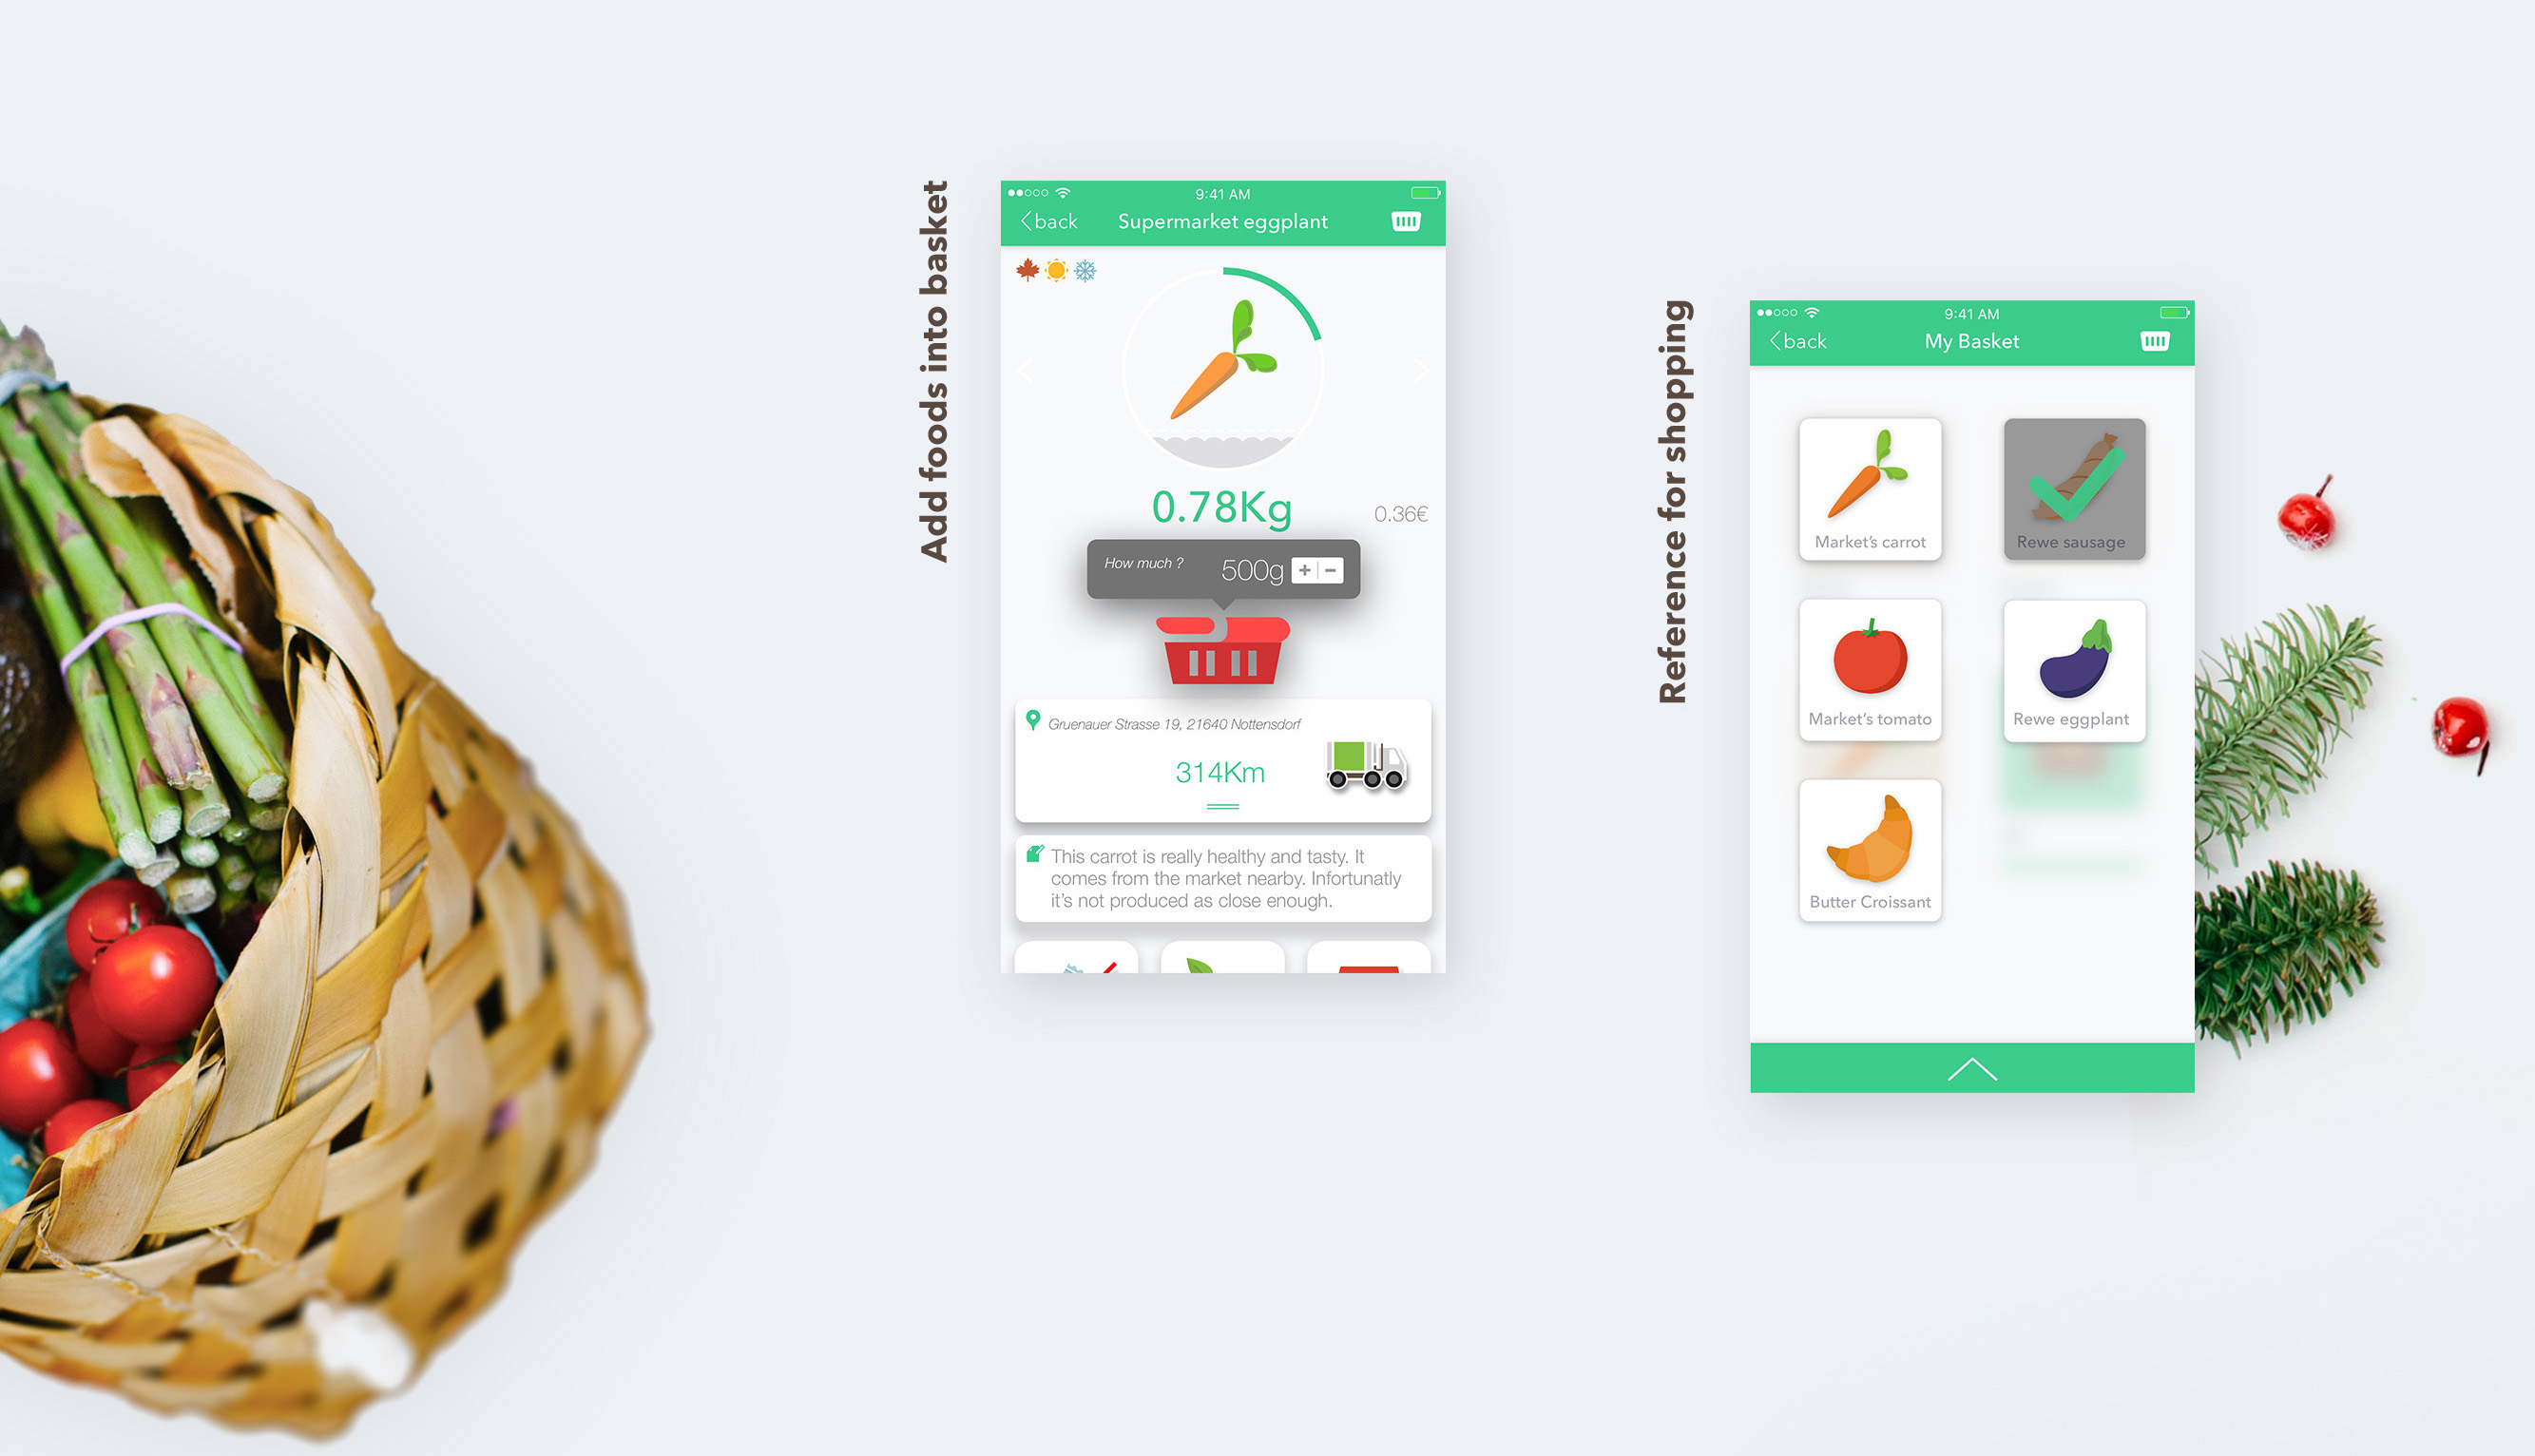 Add foods into basket
9:41 AM
back
Supermarket eggplant
0.78Kg
0.36€
How much ?
500g
+ | −
Gruenauer Strasse 19, 21640 Nottensdorf
314Km
This carrot is really healthy and tasty. It
comes from the market nearby. Infortunatly
it's not produced as close enough.
Reference for shopping
9:41 AM
back
My Basket
Market's carrot
Rewe sausage
Market's tomato
Rewe eggplant
Butter Croissant